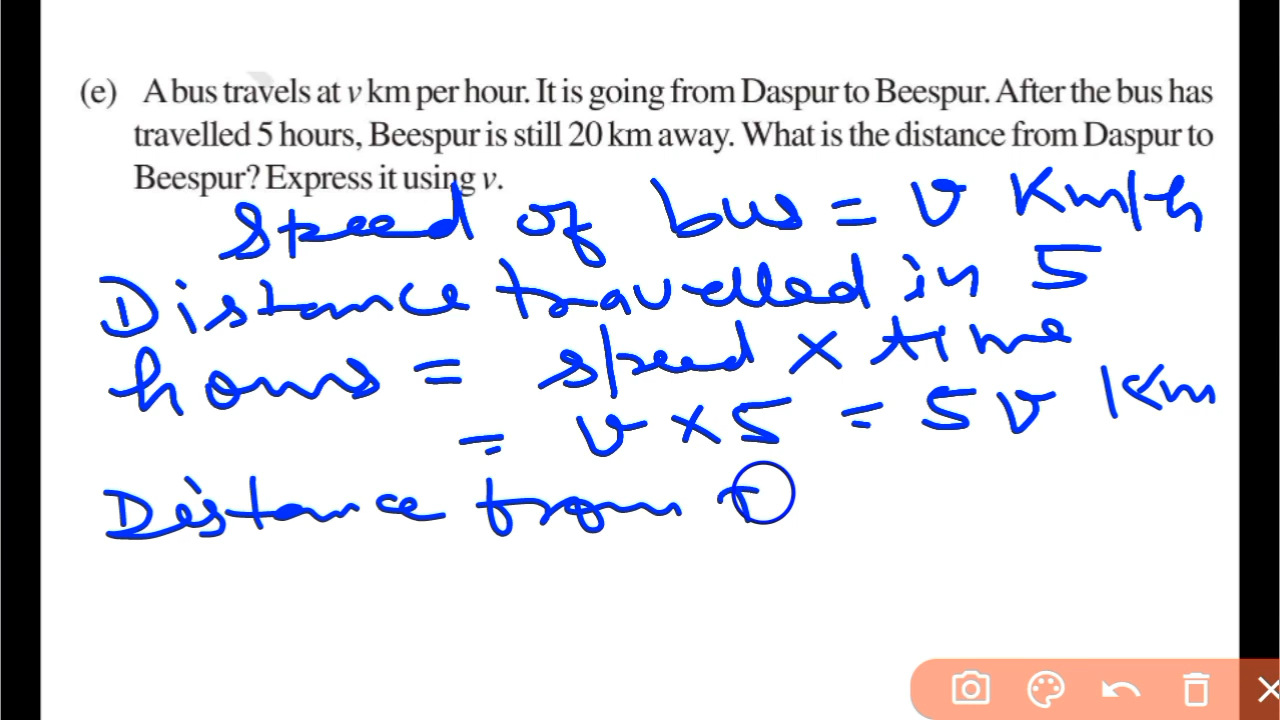 (e) A bus travels at v km per hour. It is going from Daspur to Beespur. After the bus has
travelled 5 hours, Beespur is still 20 km away. What is the distance from Daspur to
Beespur? Express it using v.
Speed of bus = v Km/h
Distance travelled in 5
hours = speed × time
= v × 5 = 5v Km
Distance from